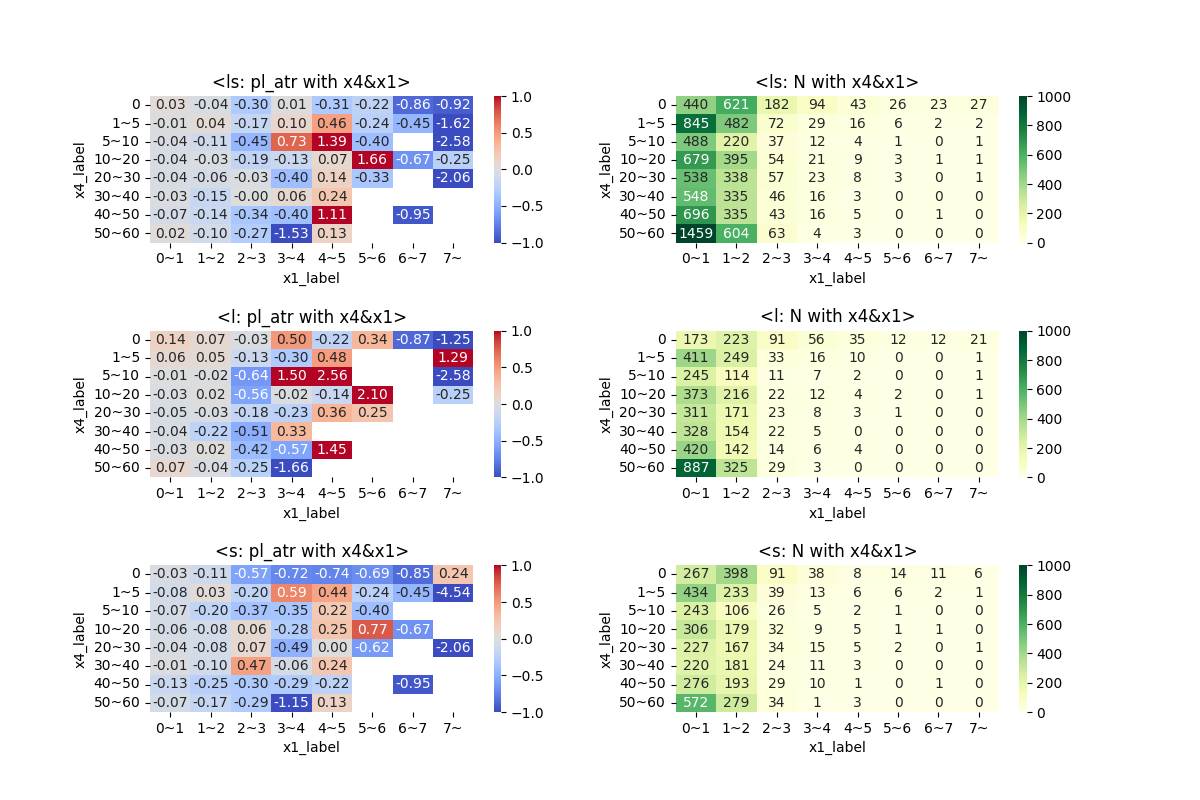 <ls: pl_atr with x4&x1> <ls: N with x4&x1>
0 0.03 -0.04 -0.30 0.01 -0.31 -0.22 -0.86 -0.92 1.0 0 440 621 182 94 43 26 23 27 1000
1~5 -0.01 0.04 -0.17 0.10 0.46 -0.24 -0.45 -1.62 1~5 845 482 72 29 16 6 2 2 800
5~10 -0.04 -0.11 -0.45 0.73 1.39 -0.40 -2.58 0.5 5~10 488 220 37 12 4 1 0 1
10~20 -0.04 -0.03 -0.19 -0.13 0.07 1.66 -0.67 -0.25 10~20 679 395 54 21 9 3 1 1 600
x4_label 20~30 -0.04 -0.06 -0.03 -0.40 0.14 -0.33 -2.06 0.0 x4_label 20~30 538 338 57 23 8 3 0 1 400
30~40 -0.04 -0.15 -0.00 0.06 0.24 -0.5 30~40 548 335 46 16 3 0 0 0
40~50 -0.07 -0.14 -0.34 -0.40 1.11 -0.95 40~50 696 335 43 16 5 0 1 0 200
50~60 0.02 -0.10 -0.27 -1.53 0.13 -1.0 50~60 1459 604 63 4 3 0 0 0 0
0~1 1~2 2~3 3~4 4~5 5~6 6~7 7~ 0~1 1~2 2~3 3~4 4~5 5~6 6~7 7~
x1_label x1_label
<l: pl_atr with x4&x1> <l: N with x4&x1>
0 0.14 0.07 -0.03 0.50 -0.22 0.34 -0.87 -1.25 1.0 0 173 223 91 56 35 12 12 21 1000
1~5 0.06 0.05 -0.13 -0.30 0.48 1.29 1~5 411 249 33 16 10 0 0 1 800
5~10 -0.01 -0.02 -0.64 1.50 2.56 -2.58 0.5 5~10 245 114 11 7 2 0 0 1
10~20 -0.03 0.02 -0.56 -0.02 -0.14 2.10 -0.25 10~20 373 216 22 12 4 2 0 1 600
x4_label 20~30 -0.05 -0.03 -0.18 -0.23 0.36 0.25 0.0 x4_label 20~30 311 171 23 8 3 1 0 0 400
30~40 -0.04 -0.22 -0.51 0.33 -0.5 30~40 328 154 22 5 0 0 0 0
40~50 -0.03 0.02 -0.42 -0.57 1.45 40~50 420 142 14 6 4 0 0 0 200
50~60 0.07 -0.04 -0.25 -1.66 -1.0 50~60 887 325 29 3 0 0 0 0 0
0~1 1~2 2~3 3~4 4~5 5~6 6~7 7~ 0~1 1~2 2~3 3~4 4~5 5~6 6~7 7~
x1_label x1_label
<s: pl_atr with x4&x1> <s: N with x4&x1>
0 -0.03 -0.11 -0.57 -0.72 -0.74 -0.69 -0.85 0.24 1.0 0 267 398 91 38 8 14 11 6 1000
1~5 -0.08 0.03 -0.20 0.59 0.44 -0.24 -0.45 -4.54 1~5 434 233 39 13 6 6 2 1 800
5~10 -0.07 -0.20 -0.37 -0.35 0.22 -0.40 0.5 5~10 243 106 26 5 2 1 0 0
10~20 -0.06 -0.08 0.06 -0.28 0.25 0.77 -0.67 10~20 306 179 32 9 5 1 1 0 600
x4_label 20~30 -0.04 -0.08 0.07 -0.49 0.00 -0.62 -2.06 0.0 x4_label 20~30 227 167 34 15 5 2 0 1 400
30~40 -0.01 -0.10 0.47 -0.06 0.24 -0.5 30~40 220 181 24 11 3 0 0 0
40~50 -0.13 -0.25 -0.30 -0.29 -0.22 -0.95 40~50 276 193 29 10 1 0 1 0 200
50~60 -0.07 -0.17 -0.29 -1.15 0.13 -1.0 50~60 572 279 34 1 3 0 0 0 0
0~1 1~2 2~3 3~4 4~5 5~6 6~7 7~ 0~1 1~2 2~3 3~4 4~5 5~6 6~7 7~
x1_label x1_label